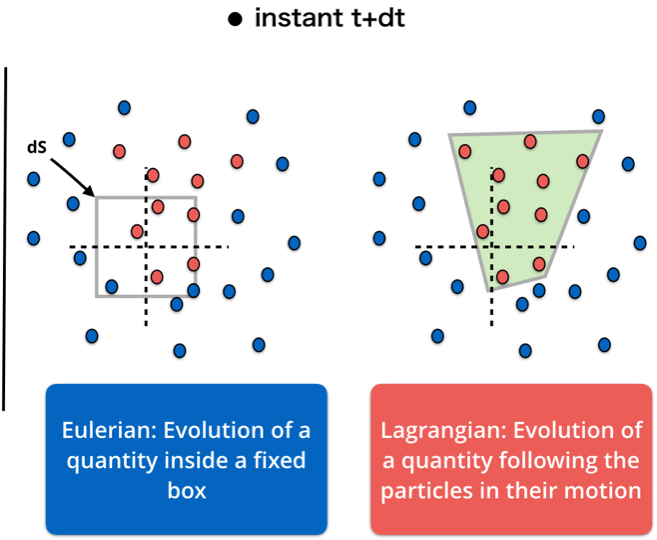 ● instant t+dt
dS
Eulerian: Evolution of a
quantity inside a fixed
box
Lagrangian: Evolution of
a quantity following the
particles in their motion